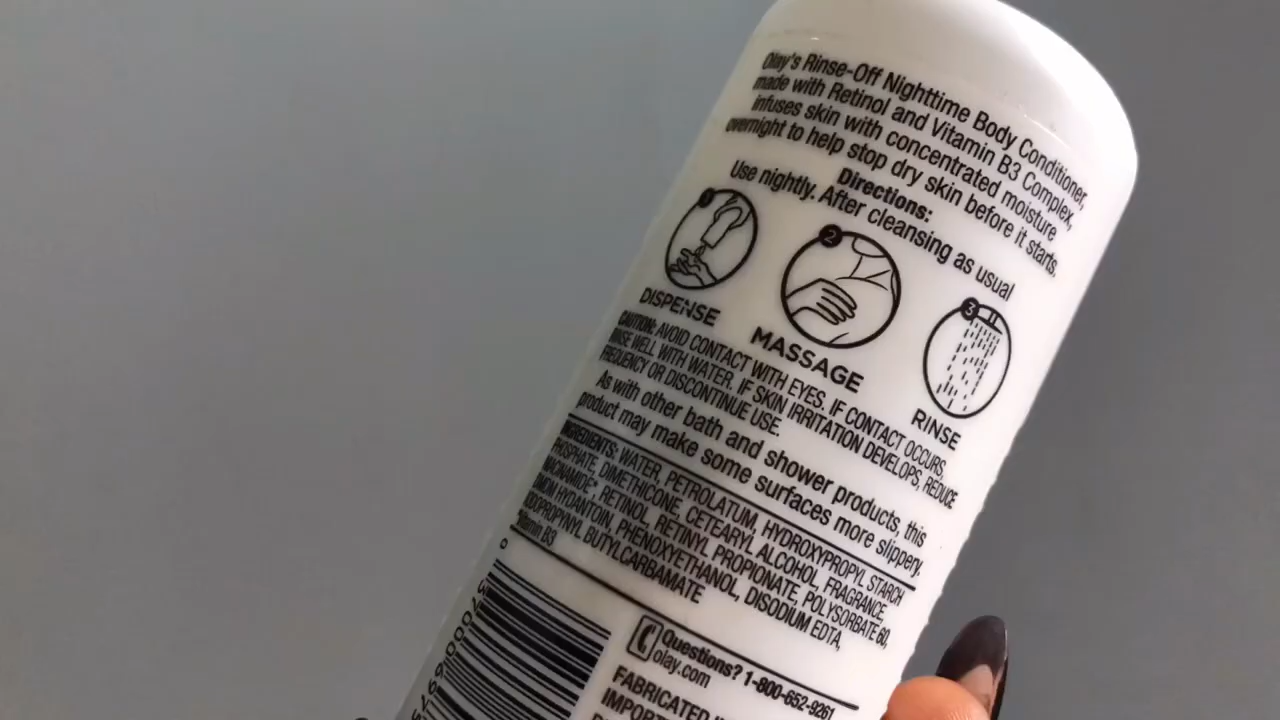 Olay's Rinse-Off Nighttime Body Conditioner,
made with Retinol and Vitamin B3 Complex,
infuses skin with concentrated moisture
overnight to help stop dry skin before it starts.
Directions:
Use nightly. After cleansing as usual
1
2
3
DISPENSE
MASSAGE
RINSE
CAUTION: AVOID CONTACT WITH EYES. IF CONTACT OCCURS,
RINSE WELL WITH WATER. IF SKIN IRRITATION DEVELOPS, REDUCE
FREQUENCY OR DISCONTINUE USE.
As with other bath and shower products, this
product may make some surfaces more slippery.
INGREDIENTS: WATER, PETROLATUM, HYDROXYPROPYL STARCH
PHOSPHATE, DIMETHICONE, CETEARYL ALCOHOL, FRAGRANCE,
NIACINAMIDE*, RETINOL, RETINYL PROPIONATE, POLYSORBATE 60,
HYDANTOIN, PHENOXYETHANOL, DISODIUM EDTA,
IODOPROPYNYL BUTYLCARBAMATE
*Vitamin B3
Questions? 1-800-652-9261
olay.com
FABRICATED